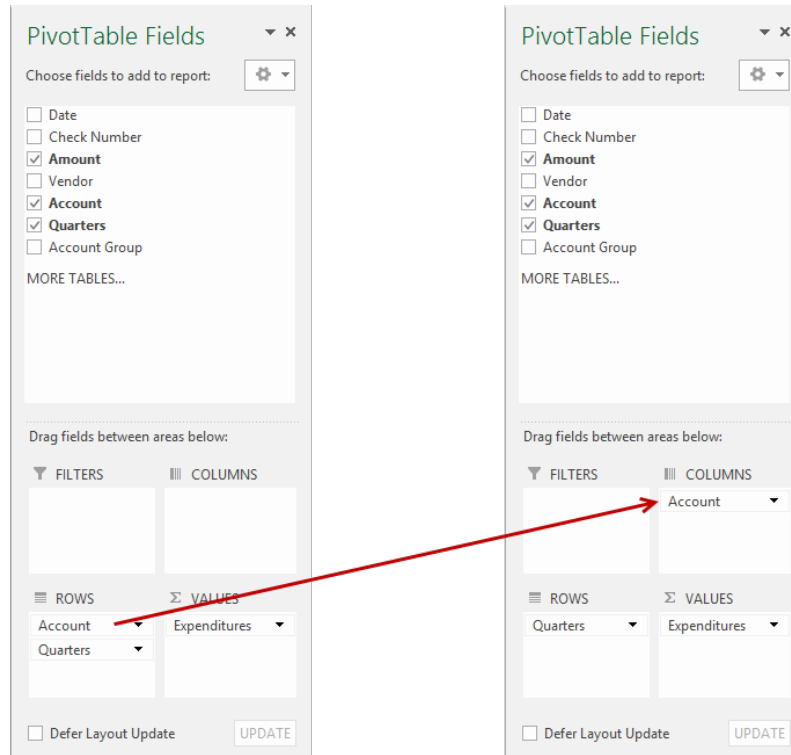 PivotTable Fields
Choose fields to add to report:
Date
Check Number
Amount
Vendor
Account
Quarters
Account Group
MORE TABLES...
Drag fields between areas below:
FILTERS
COLUMNS
ROWS
Account
Quarters
VALUES
Expenditures
Defer Layout Update
UPDATE
PivotTable Fields
Choose fields to add to report:
Date
Check Number
Amount
Vendor
Account
Quarters
Account Group
MORE TABLES...
Drag fields between areas below:
FILTERS
COLUMNS
Account
ROWS
Quarters
VALUES
Expenditures
Defer Layout Update
UPDATE